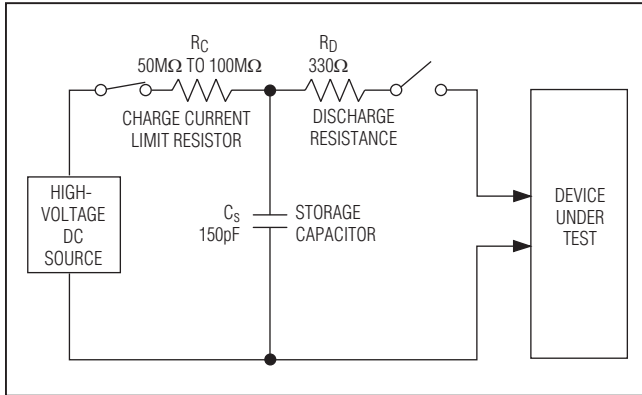 R_C
50MΩ TO 100MΩ
CHARGE CURRENT
LIMIT RESISTOR
R_D
330Ω
DISCHARGE
RESISTANCE
HIGH-
VOLTAGE
DC
SOURCE
C_S
150pF
STORAGE
CAPACITOR
DEVICE
UNDER
TEST